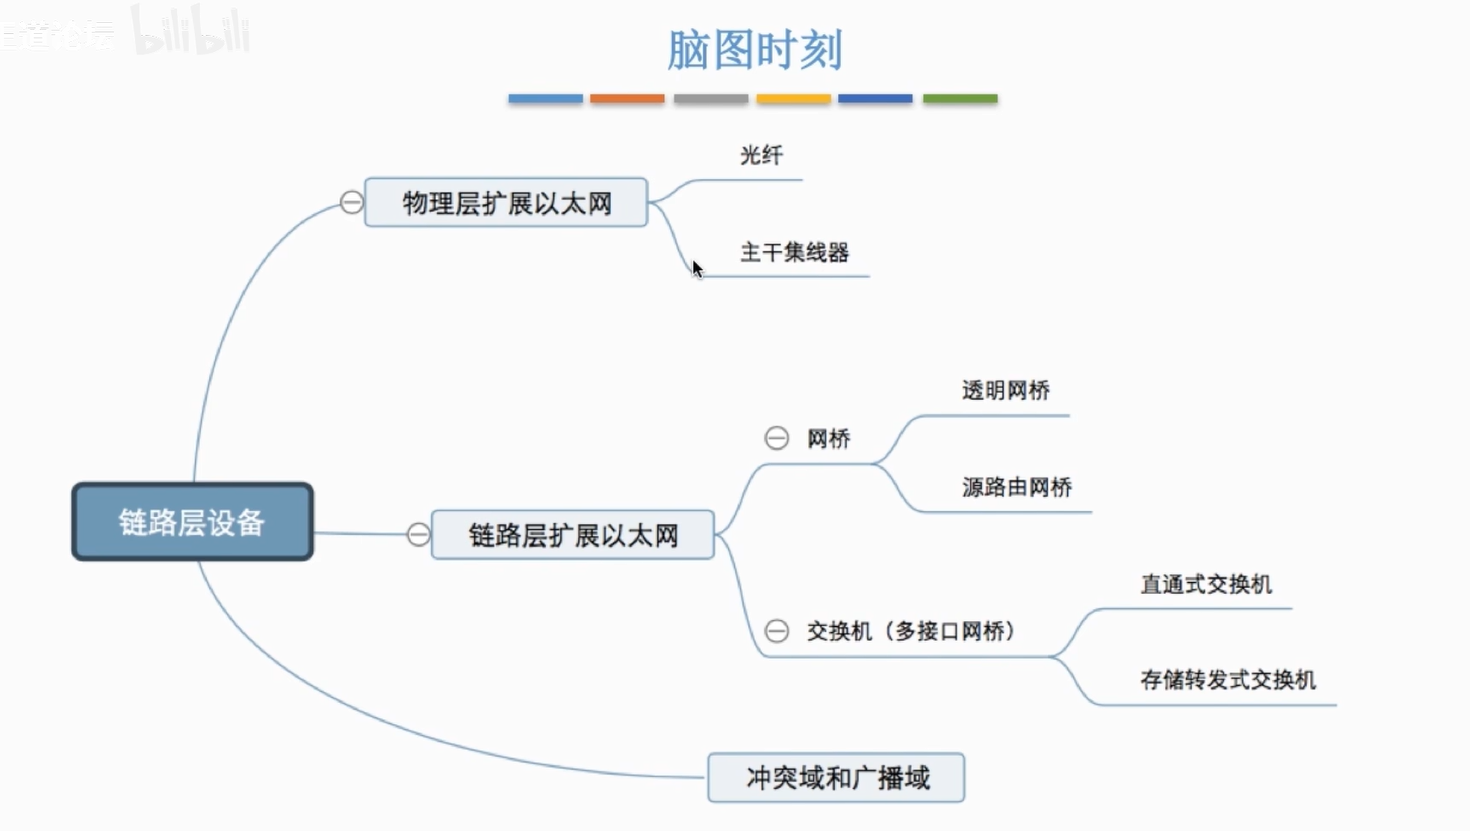 bilibili
脑图时刻
光纤
物理层扩展以太网
主干集线器
透明网桥
网桥
源路由网桥
链路层设备
链路层扩展以太网
直通式交换机
交换机（多接口网桥）
存储转发式交换机
冲突域和广播域